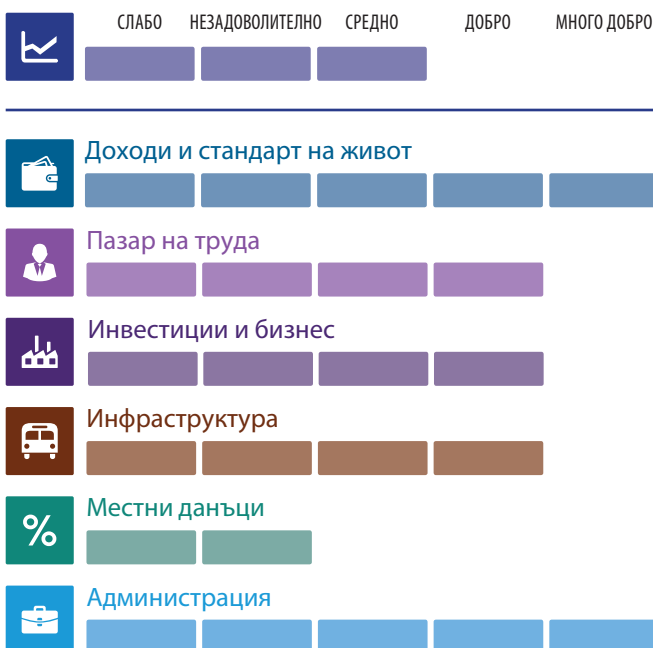 СЛАБО НЕЗАДОВОЛИТЕЛНО СРЕДНО ДОБРО МНОГО ДОБРО
Доходи и стандарт на живот
Пазар на труда
Инвестиции и бизнес
Инфраструктура
Местни данъци
%
Администрация